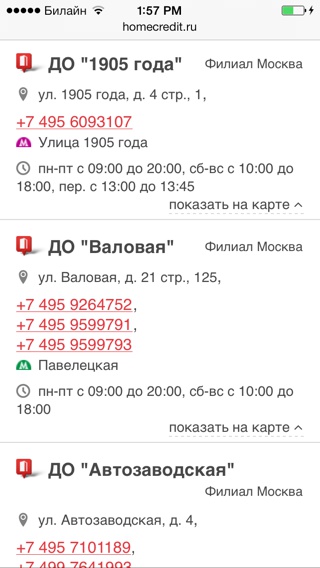 Билайн 1:57 PM
homecredit.ru
ДО "1905 года" Филиал Москва
ул. 1905 года, д. 4 стр., 1,
+7 495 6093107
Улица 1905 года
пн-пт с 09:00 до 20:00, сб-вс с 10:00 до
18:00, пер. с 13:00 до 13:45
показать на карте
ДО "Валовая" Филиал Москва
ул. Валовая, д. 21 стр., 125,
+7 495 9264752,
+7 495 9599791,
+7 495 9599793
Павелецкая
пн-пт с 09:00 до 20:00, сб-вс с 10:00 до
18:00
показать на карте
ДО "Автозаводская"
Филиал Москва
ул. Автозаводская, д. 4,
+7 495 7101189,
+7 499 7641993